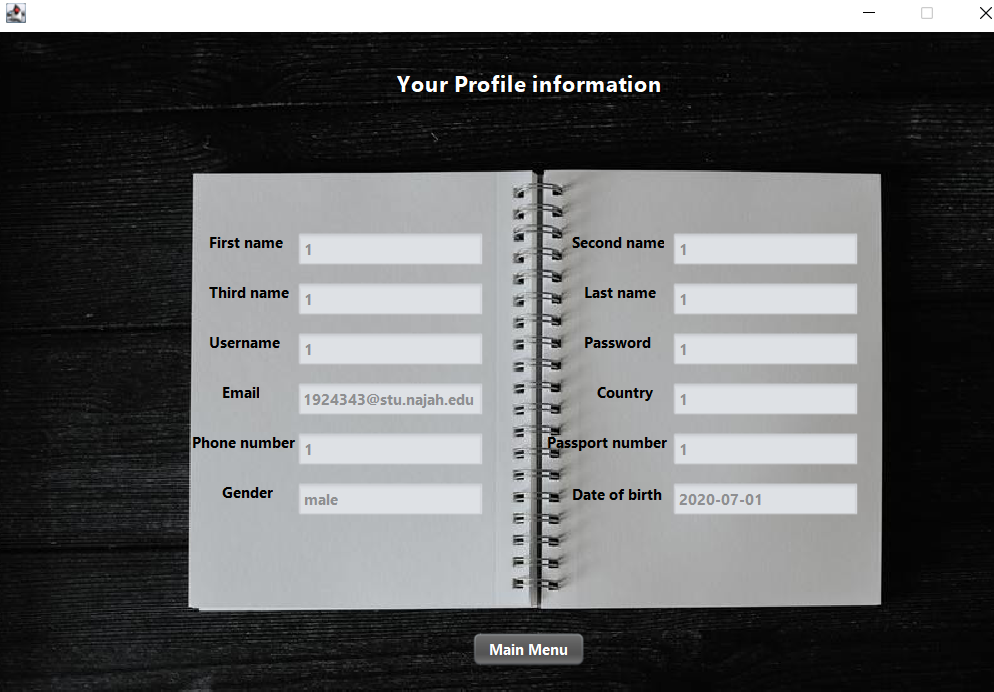 Your Profile information
First name 1 Second name 1
Third name 1 Last name 1
Username 1 Password 1
Email 1924343@stu.najah.edu Country 1
Phone number 1 Passport number 1
Gender male Date of birth 2020-07-01
Main Menu